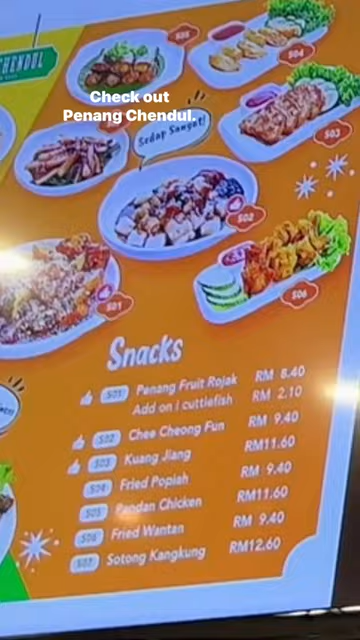 CHENDUL
Check out
Penang Chendul.
Sedap Sangat!
S05
S04
S03
S02
S01
S06
Snacks
S01 Penang Fruit Rojak RM 8.40
Add on | cuttlefish RM 2.10
S02 Chee Cheong Fun RM 9.40
S03 Kuang Jiang RM11.60
S04 Fried Popiah RM 9.40
S05 Pandan Chicken RM11.60
S06 Fried Wantan RM 9.40
S07 Sotong Kangkung RM12.60